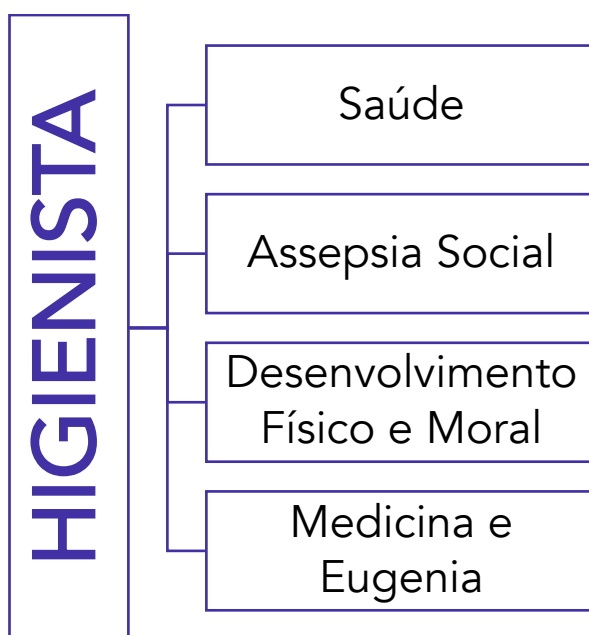 HIGIENISTA
Saúde
Assepsia Social
Desenvolvimento
Físico e Moral
Medicina e
Eugenia